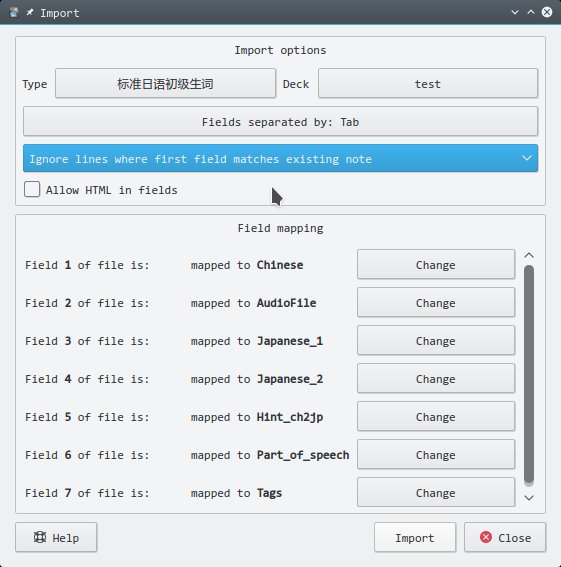 Import
Import options
Type 标准日语初级生词 Deck test
Fields separated by: Tab
Ignore lines where first field matches existing note
Allow HTML in fields
Field mapping
Field 1 of file is: mapped to Chinese Change
Field 2 of file is: mapped to AudioFile Change
Field 3 of file is: mapped to Japanese_1 Change
Field 4 of file is: mapped to Japanese_2 Change
Field 5 of file is: mapped to Hint_ch2jp Change
Field 6 of file is: mapped to Part_of_speech Change
Field 7 of file is: mapped to Tags Change
Help Import Close